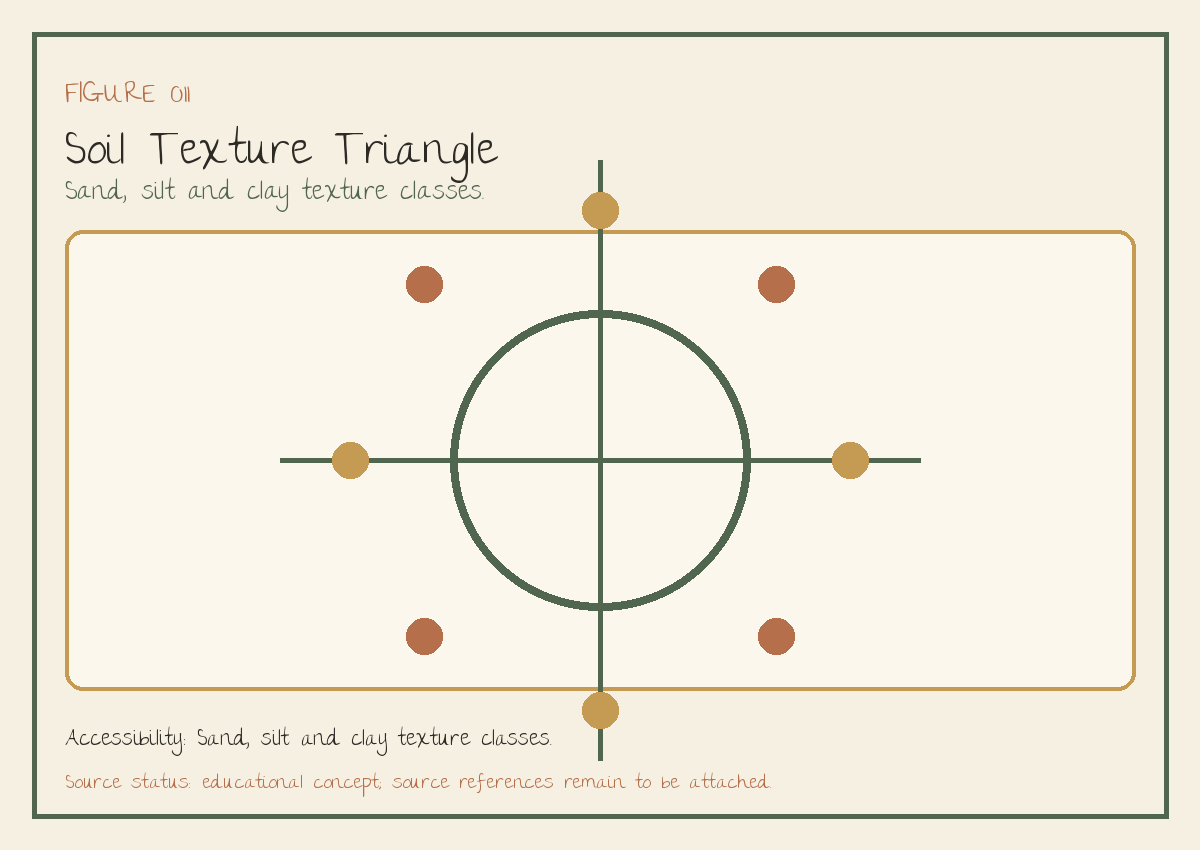 FIGURE 011
Soil Texture Triangle
Sand, silt and clay texture classes.
Accessibility: Sand, silt and clay texture classes.
Source status: educational concept; source references remain to be attached.